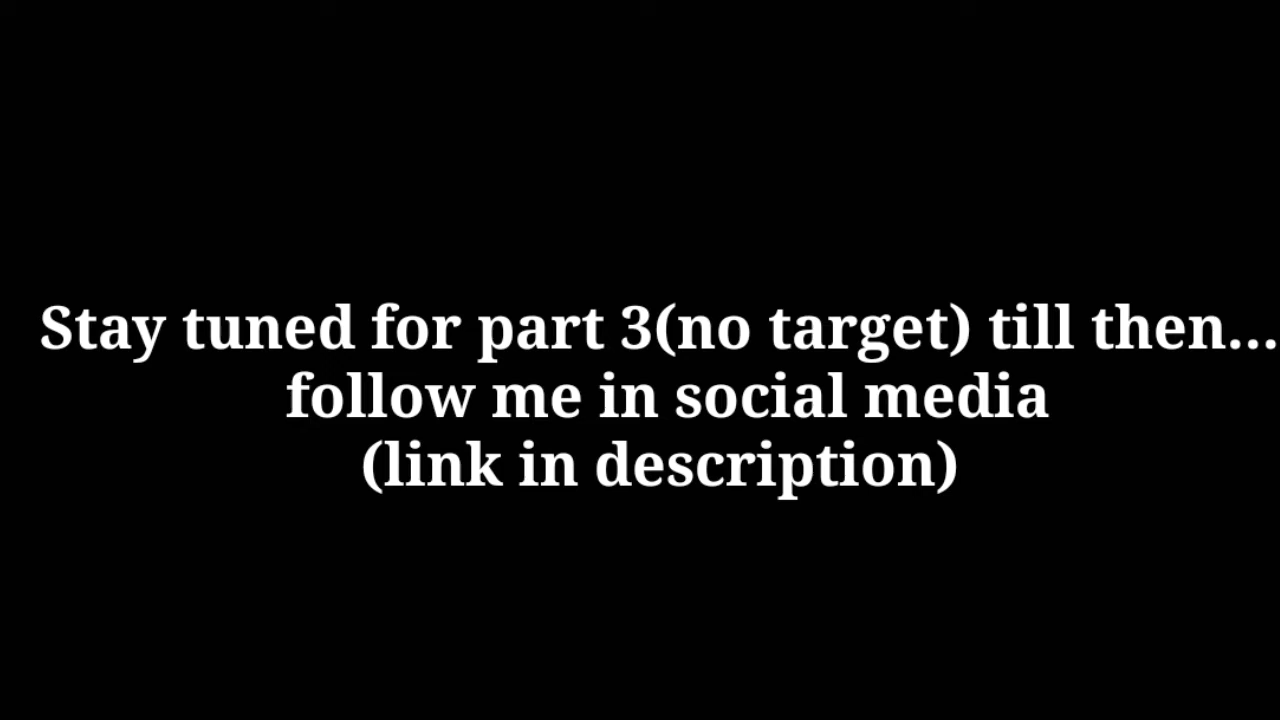 Stay tuned for part 3(no target) till then...
follow me in social media
(link in description)